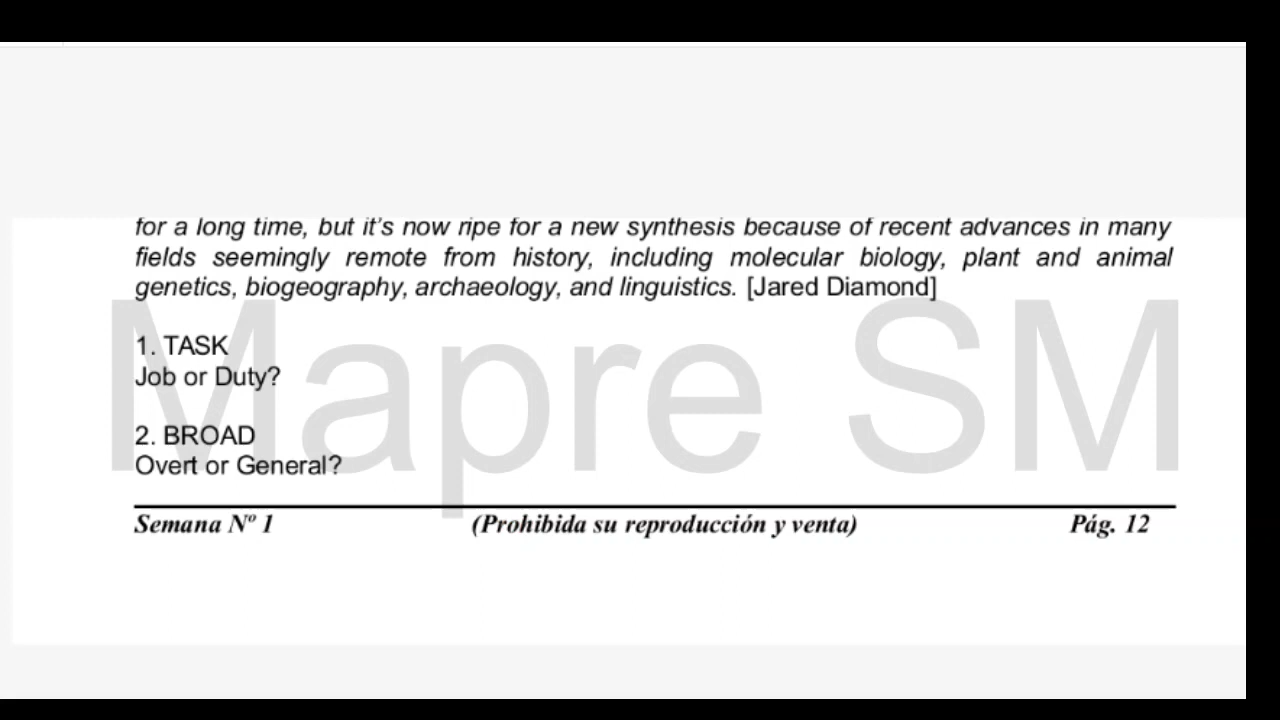 for a long time, but it's now ripe for a new synthesis because of recent advances in many
fields seemingly remote from history, including molecular biology, plant and animal
genetics, biogeography, archaeology, and linguistics. [Jared Diamond]
1. TASK
Job or Duty?
2. BROAD
Overt or General?
Mapre SM
Semana Nº 1 (Prohibida su reproducción y venta) Pág. 12